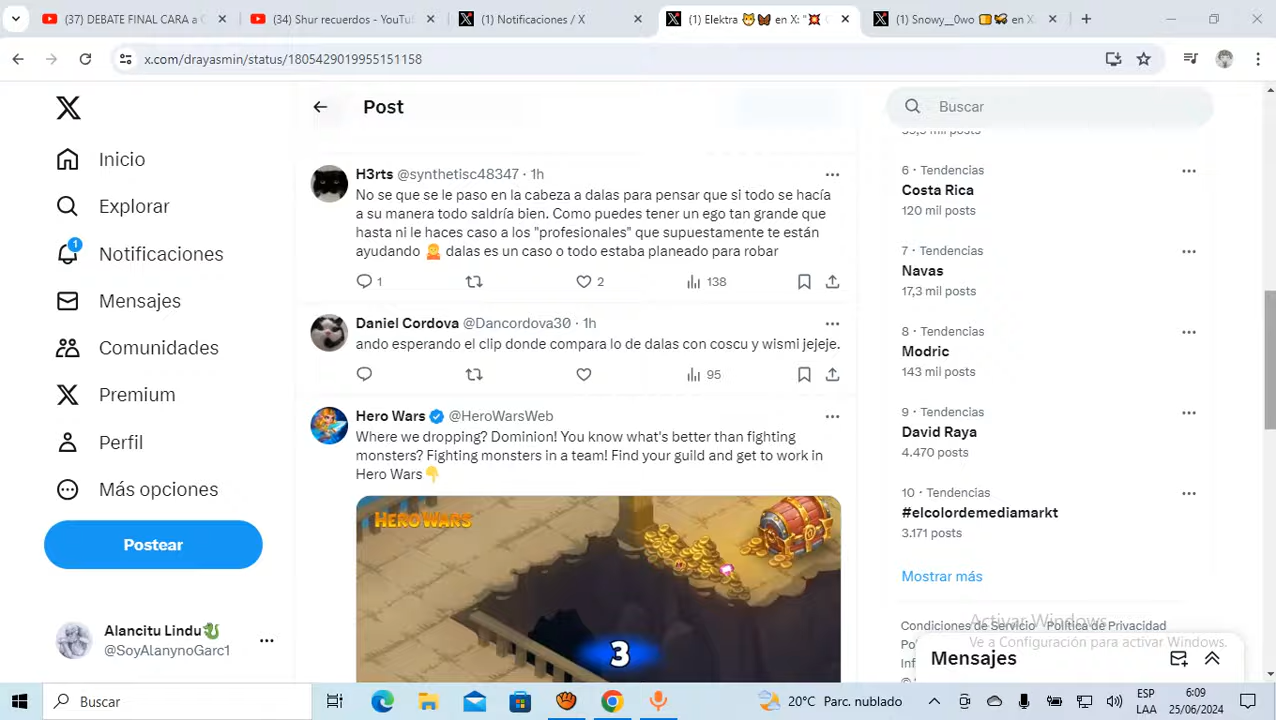 (37) DEBATE FINAL CARA a
(34) Shur recuerdos - YouTu
(1) Notificaciones / X
(1) Elektra 🐱🦋 en X: "💥
(1) Snowy__0wo en X
x.com/drayasmin/status/1805429019955151158
Post
Buscar
Inicio
Explorar
1
Notificaciones
Mensajes
Comunidades
Premium
Perfil
Más opciones
Postear
Alancitu Lindu🐉
@SoyAlanynoGarc1
H3rts @synthetisc48347 · 1h
No se que se le paso en la cabeza a dalas para pensar que si todo se hacía
a su manera todo saldría bien. Como puedes tener un ego tan grande que
hasta ni le haces caso a los "profesionales" que supuestamente te están
ayudando 🤷 dalas es un caso o todo estaba planeado para robar
1 2 138
Daniel Cordova @Dancordova30 · 1h
ando esperando el clip donde compara lo de dalas con coscu y wismi jejeje.
95
Hero Wars @HeroWarsWeb
Where we dropping? Dominion! You know what's better than fighting
monsters? Fighting monsters in a team! Find your guild and get to work in
Hero Wars👇
HERO WARS
3
6 · Tendencias
Costa Rica
120 mil posts
7 · Tendencias
Navas
17,3 mil posts
8 · Tendencias
Modric
143 mil posts
9 · Tendencias
David Raya
4.470 posts
10 · Tendencias
#elcolordemediamarkt
3.171 posts
Mostrar más
Condiciones de Servicio Política de Privacidad
Activar Windows
Ve a Configuración para activar Windows.
Mensajes
Buscar
20°C Parc. nublado
ESP
LAA
6:09
25/06/2024